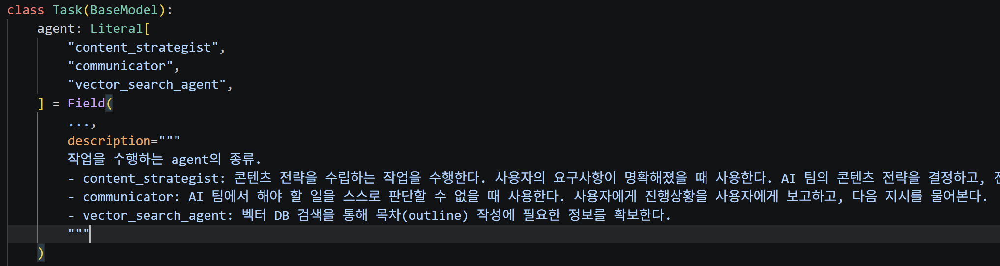 class Task(BaseModel):
    agent: Literal[
        "content_strategist",
        "communicator",
        "vector_search_agent",
    ] = Field(
        ...,
        description="""
        작업을 수행하는 agent의 종류.
        - content_strategist: 콘텐츠 전략을 수립하는 작업을 수행한다. 사용자의 요구사항이 명확해졌을 때 사용한다. AI 팀의 콘텐츠 전략을 결정하고,
        - communicator: AI 팀에서 해야 할 일을 스스로 판단할 수 없을 때 사용한다. 사용자에게 진행상황을 사용자에게 보고하고, 다음 지시를 물어본다.
        - vector_search_agent: 벡터 DB 검색을 통해 목차(outline) 작성에 필요한 정보를 확보한다.
        """
    )